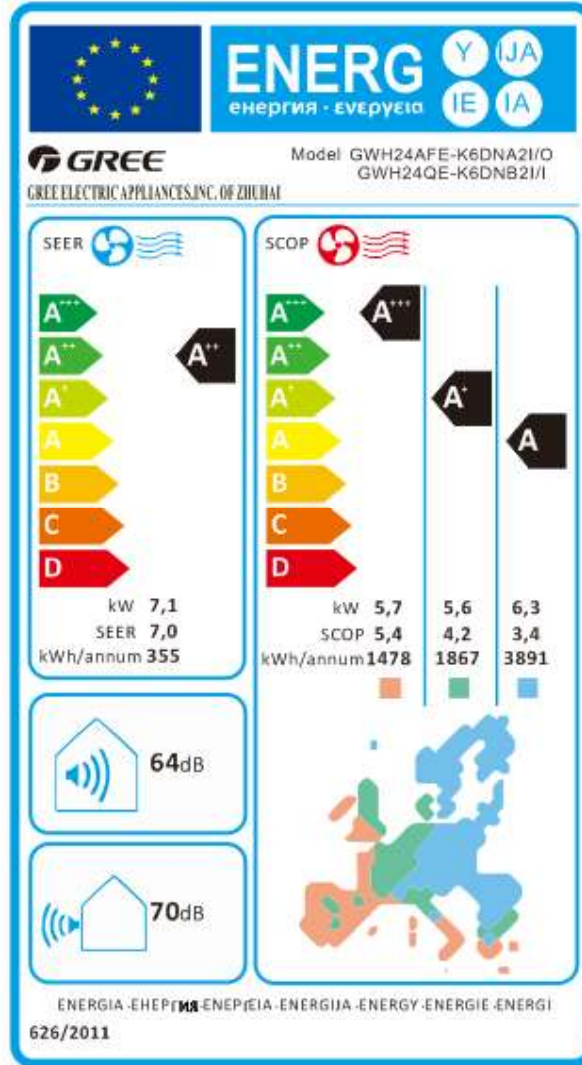 ENERG Y IJA
енергия · ενεργεια IE IA
GREE Model GWH24AFE-K6DNA2I/O
GWH24QE-K6DNB2I/I
GREE ELECTRIC APPLIANCES,INC. OF ZHUHAI
SEER
A+++
A++ A++
A+
A
B
C
D
kW 7,1
SEER 7,0
kWh/annum 355
SCOP
A+++ A+++
A++
A+ A+
A A
B
C
D
kW 5,7 5,6 6,3
SCOP 5,4 4,2 3,4
kWh/annum 1478 1867 3891
64dB
70dB
ENERGIA -ЕНЕРГИЯ -ΕΝΕΡΓΕΙΑ -ENERGIJA -ENERGY -ENERGIE -ENERGI
626/2011